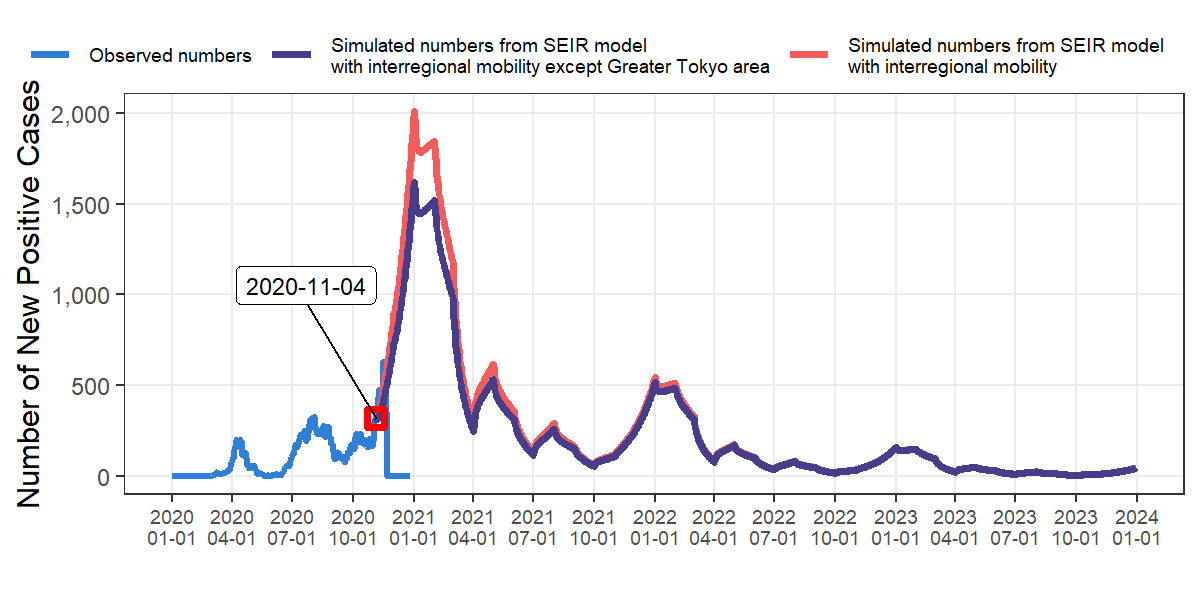 Observed numbers
Simulated numbers from SEIR model
with interregional mobility except Greater Tokyo area
Simulated numbers from SEIR model
with interregional mobility
Number of New Positive Cases
2,000
1,500
1,000
500
0
2020-11-04
2020 2020 2020 2020 2021 2021 2021 2021 2022 2022 2022 2022 2023 2023 2023 2023 2024
01-01 04-01 07-01 10-01 01-01 04-01 07-01 10-01 01-01 04-01 07-01 10-01 01-01 04-01 07-01 10-01 01-01